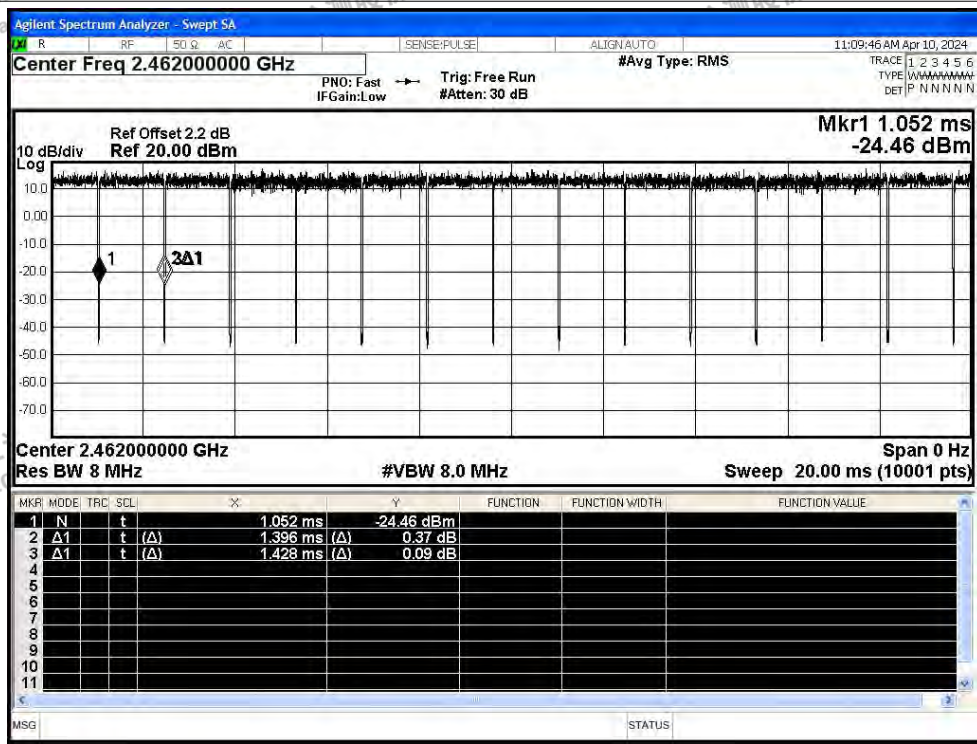 Agilent Spectrum Analyzer - Swept SA
R RF 50 Ω AC SENSE:PULSE ALIGN AUTO 11:09:46 AM Apr 10, 2024
Center Freq 2.462000000 GHz
PNO: Fast
IFGain:Low
Trig: Free Run
#Atten: 30 dB
#Avg Type: RMS
TRACE 1 2 3 4 5 6
TYPE
DET P N N N N N
Mkr1 1.052 ms
-24.46 dBm
Ref Offset 2.2 dB
10 dB/div Ref 20.00 dBm
Log
10.0
0.00
-10.0
1 3Δ1
-20.0
-30.0
-40.0
-50.0
-60.0
-70.0
Center 2.462000000 GHz Span 0 Hz
Res BW 8 MHz #VBW 8.0 MHz Sweep 20.00 ms (10001 pts)
MKR MODE TRC SCL X Y FUNCTION FUNCTION WIDTH FUNCTION VALUE
1 N t 1.052 ms -24.46 dBm
2 Δ1 t (Δ) 1.396 ms (Δ) 0.37 dB
3 Δ1 t (Δ) 1.428 ms (Δ) 0.09 dB
4
5
6
7
8
9
10
11
MSG STATUS